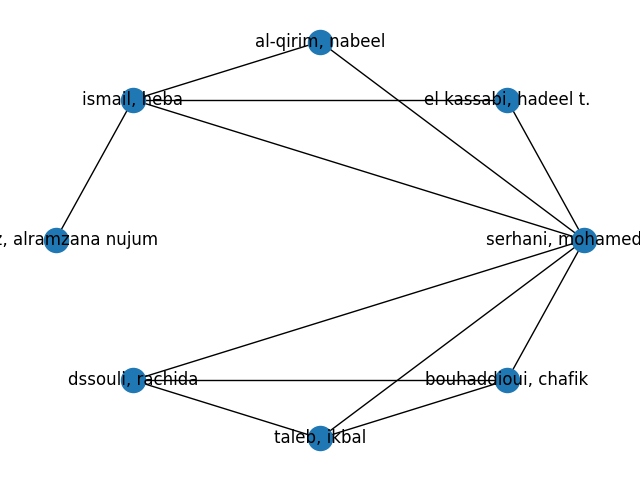 al-qirim, nabeel
ismail, heba
el kassabi, hadeel t.
z, alramzana nujum
serhani, mohamed
dssouli, rachida
bouhaddioui, chafik
taleb, ikbal